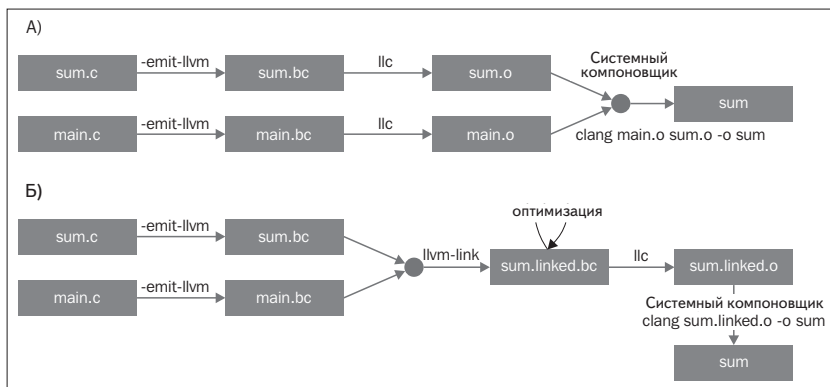 А)
sum.c
-emit-llvm
sum.bc
llc
sum.o
Системный
компоновщик
sum
main.c
-emit-llvm
main.bc
llc
main.o
clang main.o sum.o -o sum
Б)
оптимизация
sum.c
-emit-llvm
sum.bc
llvm-link
sum.linked.bc
llc
sum.linked.o
main.c
-emit-llvm
main.bc
Системный компоновщик
clang sum.linked.o -o sum
sum